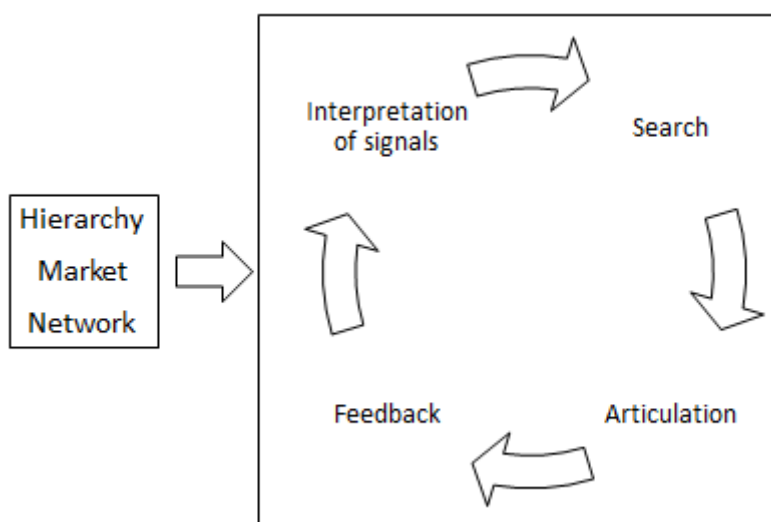 Hierarchy
Market
Network
Interpretation
of signals
Search
Feedback
Articulation